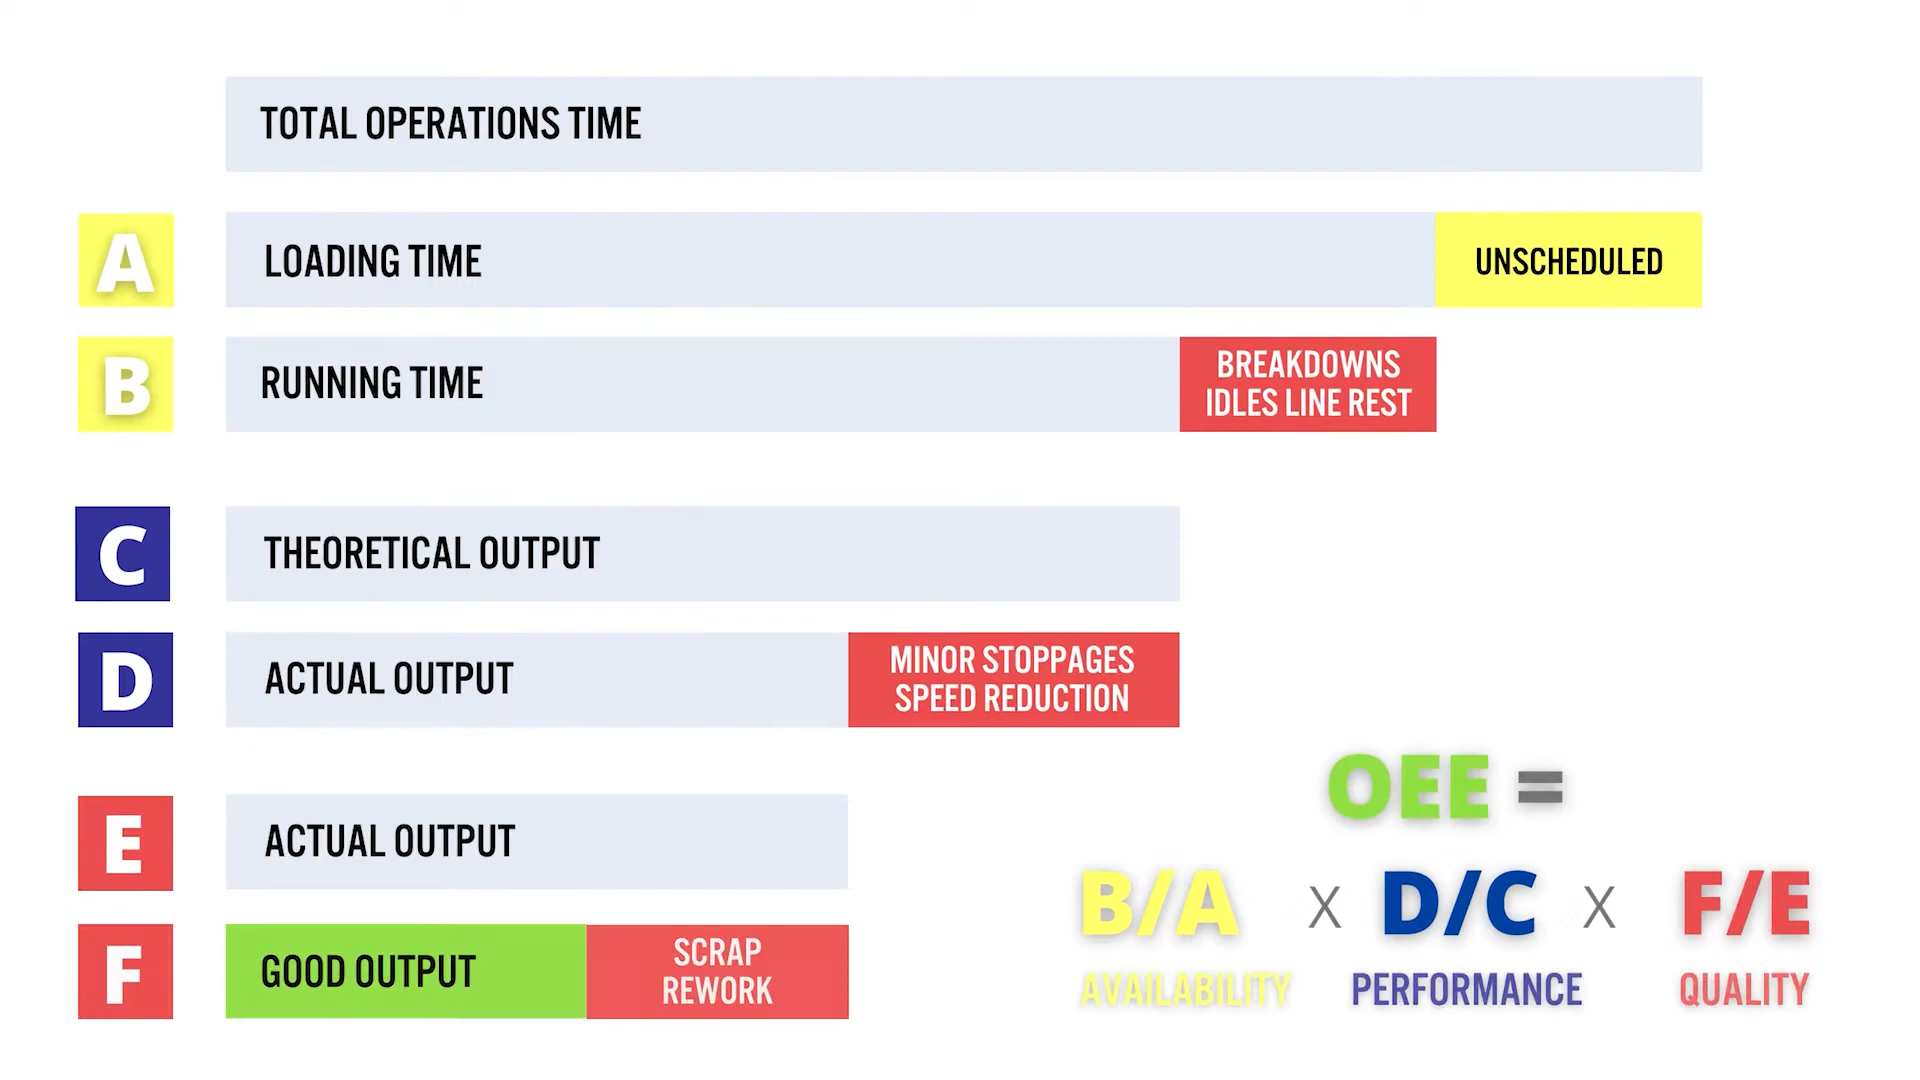 TOTAL OPERATIONS TIME
A
LOADING TIME
UNSCHEDULED
B
RUNNING TIME
BREAKDOWNS
IDLES LINE REST
C
THEORETICAL OUTPUT
D
ACTUAL OUTPUT
MINOR STOPPAGES
SPEED REDUCTION
E
ACTUAL OUTPUT
F
GOOD OUTPUT
SCRAP
REWORK
OEE =
B/A X D/C X F/E
AVAILABILITY PERFORMANCE QUALITY